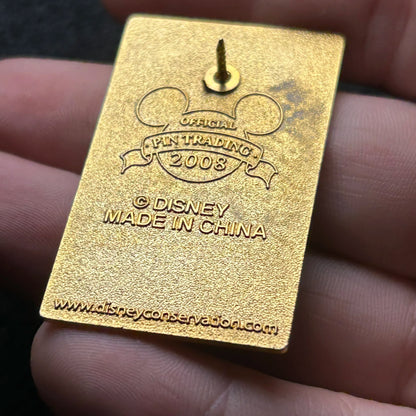 OFFICIAL
PIN TRADING
2008
© DISNEY
MADE IN CHINA
www.disneyconservation.com